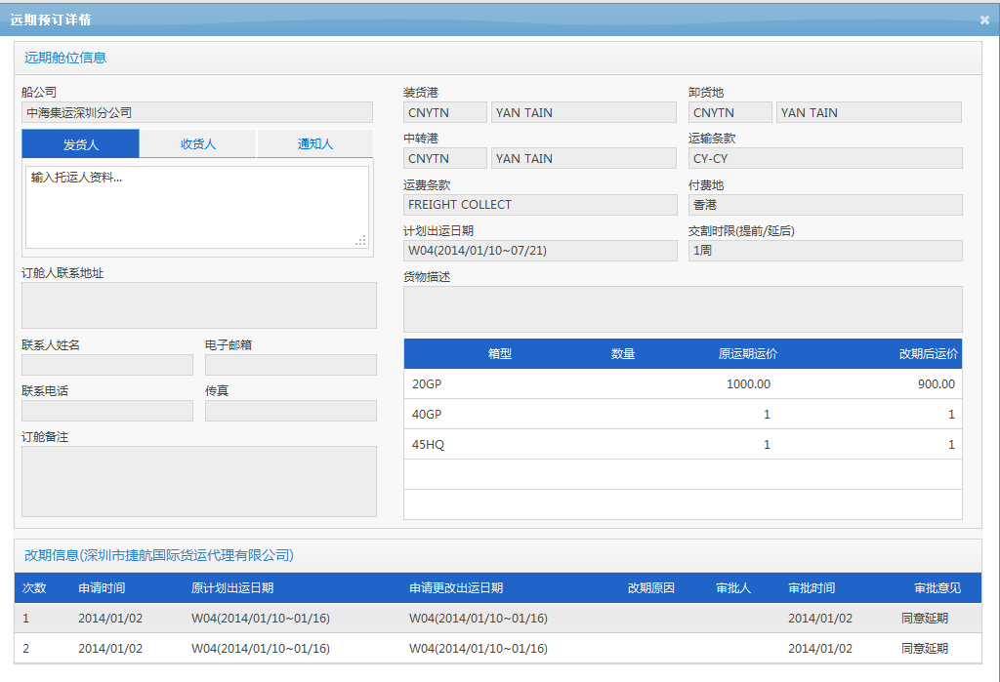 远期预订详情
远期舱位信息
船公司
中海集运深圳分公司
发货人 收货人 通知人
输入托运人资料...
订舱人联系地址
联系人姓名 电子邮箱
联系电话 传真
订舱备注
装货港 卸货地
CNYTN YAN TAIN CNYTN YAN TAIN
中转港 运输条款
CNYTN YAN TAIN CY-CY
运费条款 付费地
FREIGHT COLLECT 香港
计划出运日期 交割时限(提前/延后)
W04(2014/01/10~07/21) 1周
货物描述
箱型 数量 原运期运价 改期后运价
20GP 1000.00 900.00
40GP 1 1
45HQ 1 1
改期信息(深圳市捷航国际货运代理有限公司)
次数 申请时间 原计划出运日期 申请更改出运日期 改期原因 审批人 审批时间 审批意见
1 2014/01/02 W04(2014/01/10~01/16) W04(2014/01/10~01/16) 2014/01/02 同意延期
2 2014/01/02 W04(2014/01/10~01/16) W04(2014/01/10~01/16) 2014/01/02 同意延期